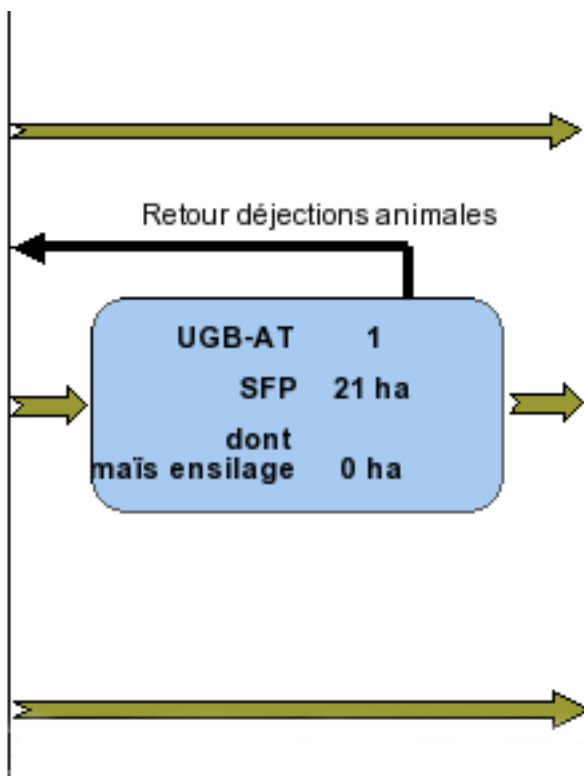 Retour déjections animales
UGB-AT 1
SFP 21 ha
dont
maïs ensilage 0 ha